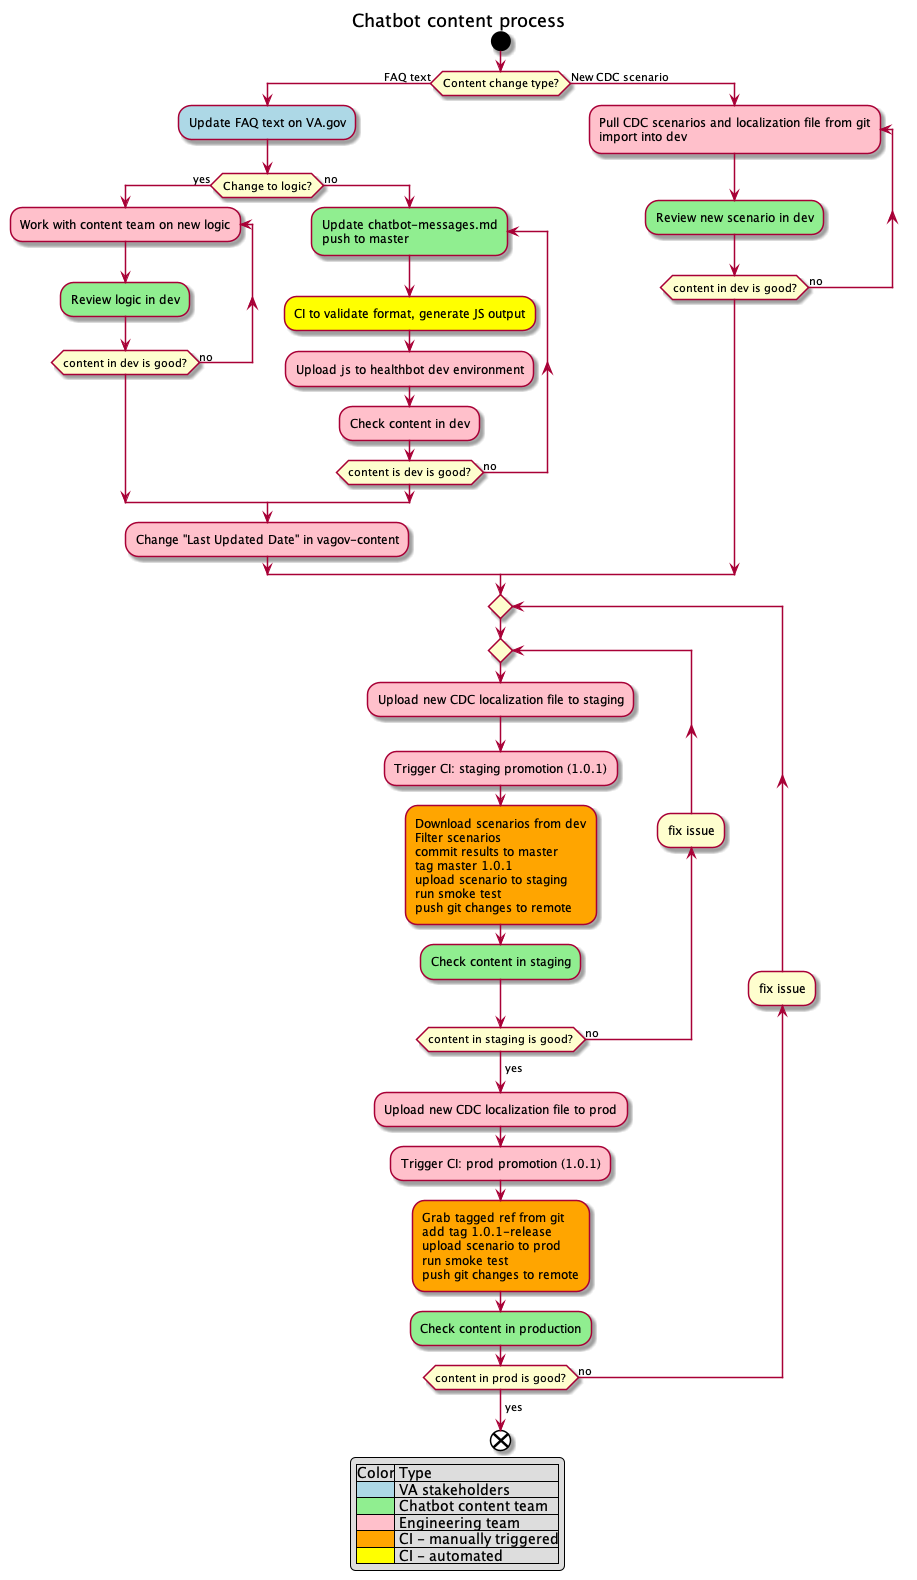 Chatbot content process
FAQ text
Content change type?
New CDC scenario
Update FAQ text on VA.gov
Pull CDC scenarios and localization file from git
import into dev
yes
Change to logic?
no
Work with content team on new logic
Update chatbot-messages.md
push to master
Review new scenario in dev
Review logic in dev
content in dev is good?
no
CI to validate format, generate JS output
content in dev is good?
no
Upload js to healthbot dev environment
Check content in dev
content is dev is good?
no
Change "Last Updated Date" in vagov-content
Upload new CDC localization file to staging
Trigger CI: staging promotion (1.0.1)
Download scenarios from dev
Filter scenarios
commit results to master
tag master 1.0.1
upload scenario to staging
run smoke test
push git changes to remote
fix issue
Check content in staging
fix issue
content in staging is good?
no
yes
Upload new CDC localization file to prod
Trigger CI: prod promotion (1.0.1)
Grab tagged ref from git
add tag 1.0.1-release
upload scenario to prod
run smoke test
push git changes to remote
Check content in production
content in prod is good?
no
yes
Color Type
VA stakeholders
Chatbot content team
Engineering team
CI - manually triggered
CI - automated